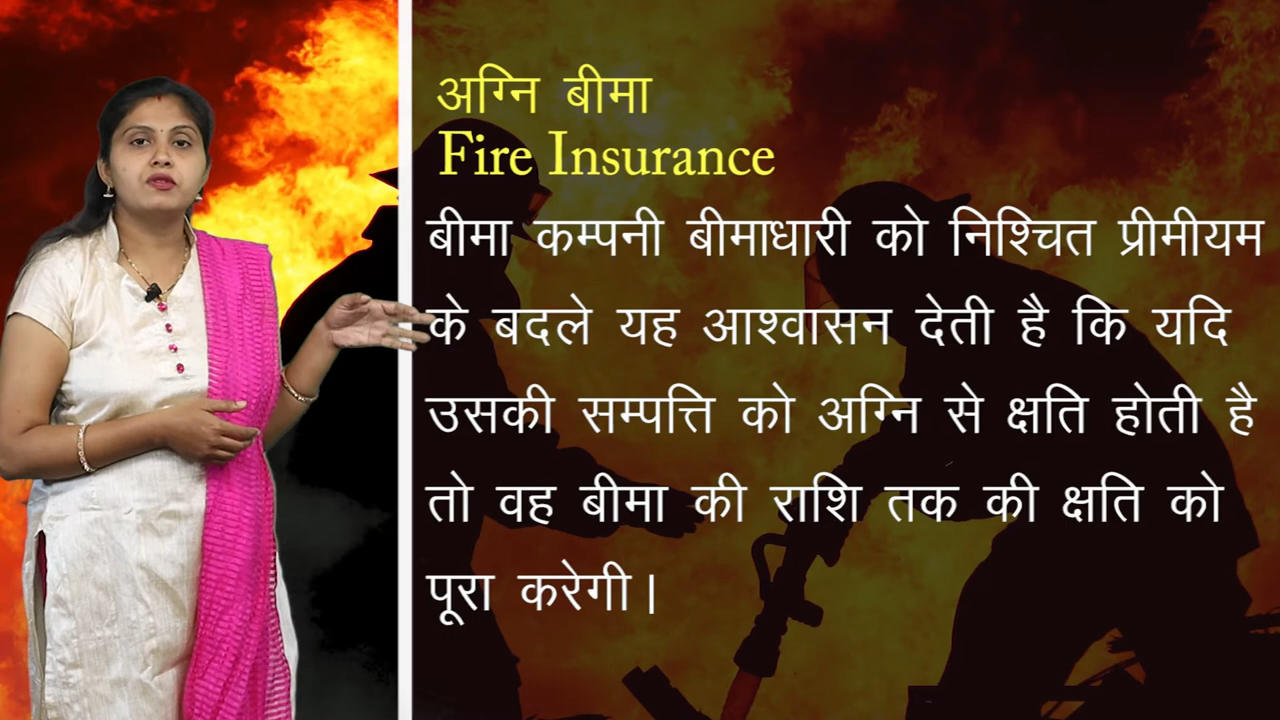 अग्नि बीमा
Fire Insurance
बीमा कम्पनी बीमाधारी को निश्चित प्रीमीयम
के बदले यह आश्वासन देती है कि यदि
उसकी सम्पत्ति को अग्नि से क्षति होती है
तो वह बीमा की राशि तक की क्षति को
पूरा करेगी।